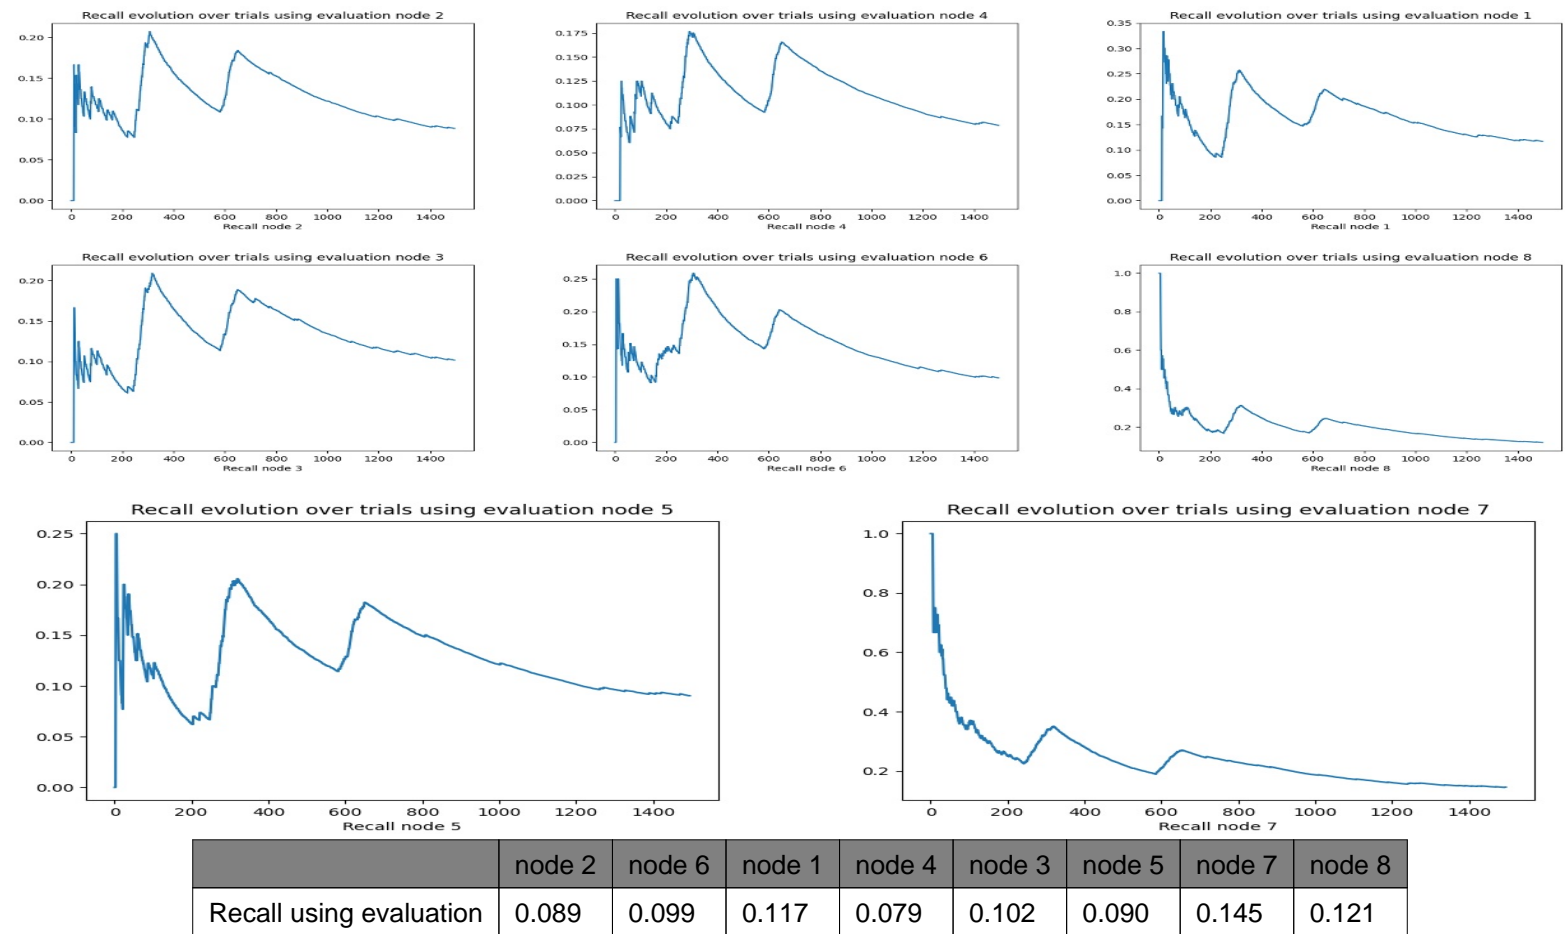 Recall evolution over trials using evaluation node 2
0.20
0.15
0.10
0.05
0.00
0 200 400 600 800 1000 1200 1400
Recall node 2
Recall evolution over trials using evaluation node 4
0.175
0.150
0.125
0.100
0.075
0.050
0.025
0.000
0 200 400 600 800 1000 1200 1400
Recall node 4
Recall evolution over trials using evaluation node 1
0.35
0.30
0.25
0.20
0.15
0.10
0.05
0.00
0 200 400 600 800 1000 1200 1400
Recall node 1
Recall evolution over trials using evaluation node 3
0.20
0.15
0.10
0.05
0.00
0 200 400 600 800 1000 1200 1400
Recall node 3
Recall evolution over trials using evaluation node 6
0.25
0.20
0.15
0.10
0.05
0.00
0 200 400 600 800 1000 1200 1400
Recall node 6
Recall evolution over trials using evaluation node 8
1.0
0.8
0.6
0.4
0.2
0 200 400 600 800 1000 1200 1400
Recall node 8
Recall evolution over trials using evaluation node 5
0.25
0.20
0.15
0.10
0.05
0.00
0 200 400 600 800 1000 1200 1400
Recall node 5
Recall evolution over trials using evaluation node 7
1.0
0.8
0.6
0.4
0.2
0 200 400 600 800 1000 1200 1400
Recall node 7
node 2 node 6 node 1 node 4 node 3 node 5 node 7 node 8
Recall using evaluation 0.089 0.099 0.117 0.079 0.102 0.090 0.145 0.121